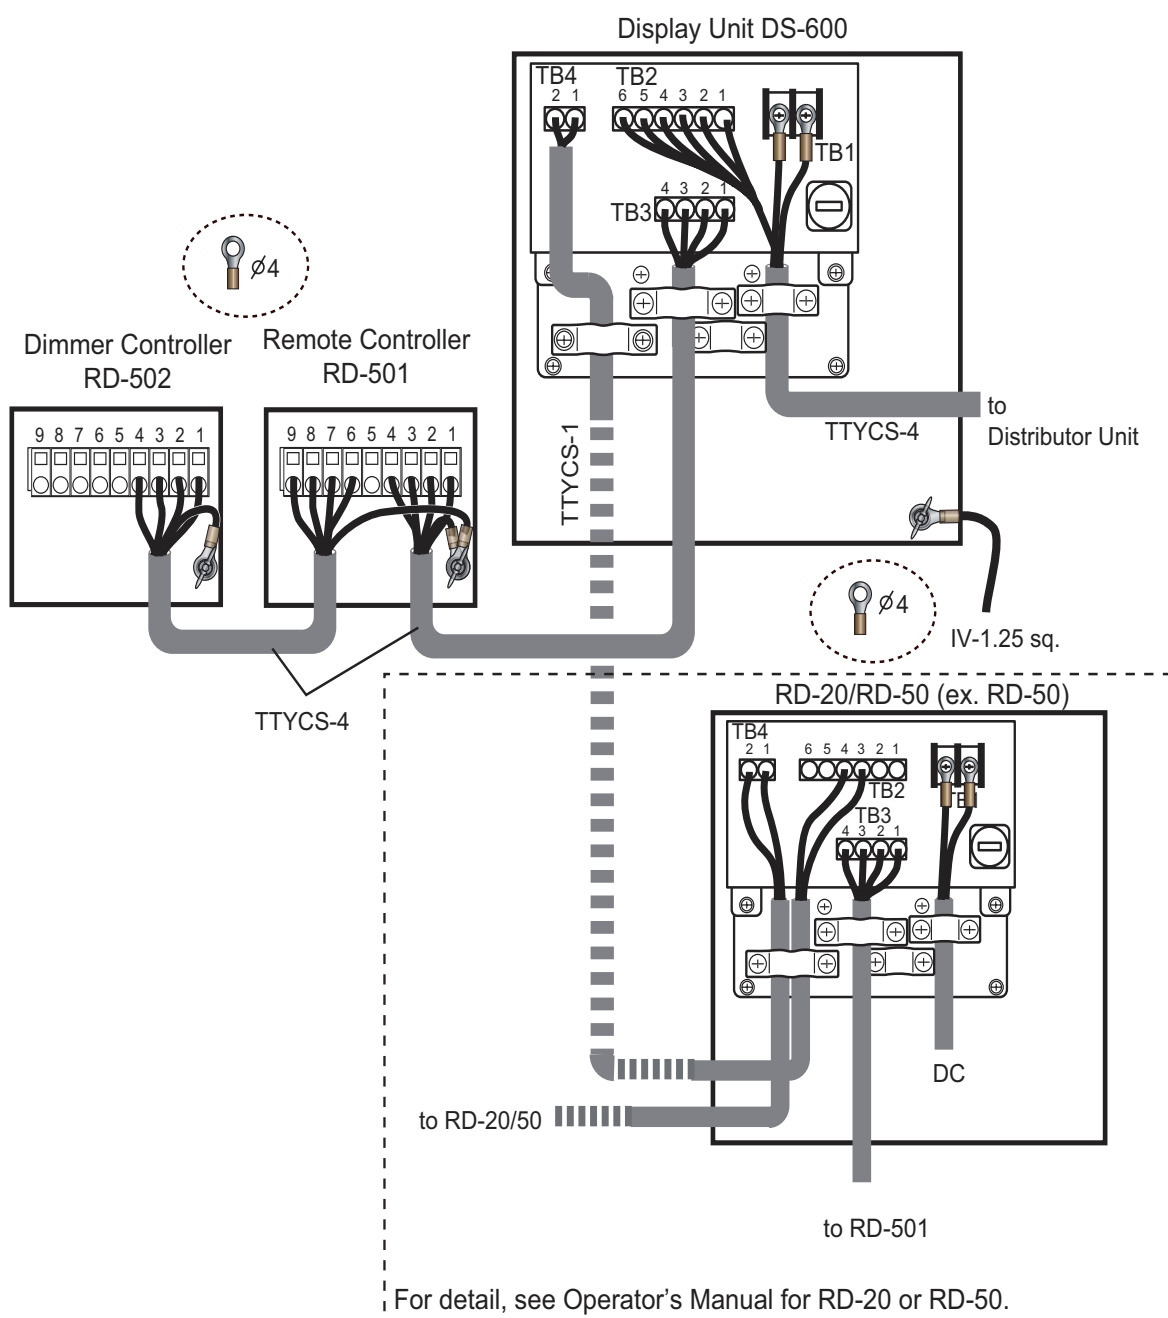 Display Unit DS-600
TB4
TB2
2 1
6 5 4 3 2 1
TB1
4 3 2 1
TB3
ø4
Dimmer Controller
RD-502
Remote Controller
RD-501
9 8 7 6 5 4 3 2 1
9 8 7 6 5 4 3 2 1
TTYCS-1
TTYCS-4
to
Distributor Unit
ø4
IV-1.25 sq.
TTYCS-4
RD-20/RD-50 (ex. RD-50)
TB4
2 1
6 5 4 3 2 1
TB2
TB3
4 3 2 1
DC
to RD-20/50
to RD-501
For detail, see Operator's Manual for RD-20 or RD-50.